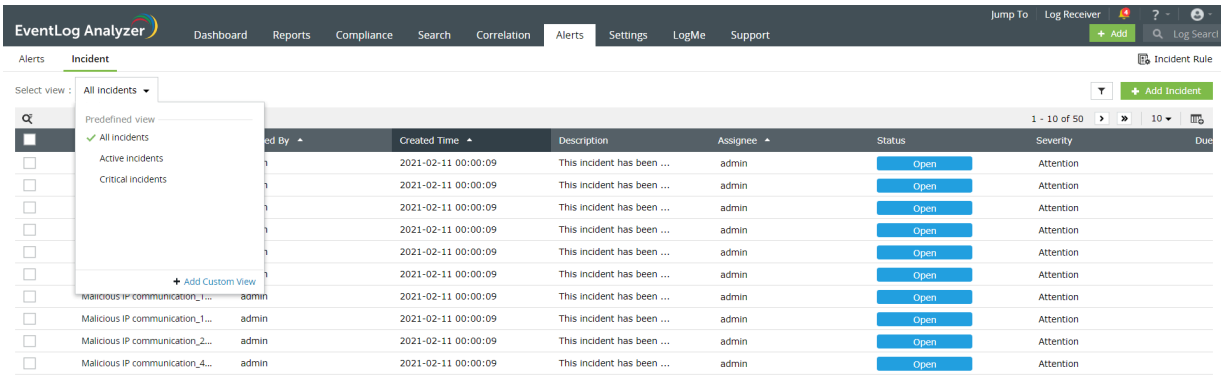 Jump To Log Receiver 4 ?
EventLog Analyzer Dashboard Reports Compliance Search Correlation Alerts Settings LogMe Support + Add Log Search
Alerts Incident Incident Rule
Select view : All incidents + Add Incident
Predefined view 1 - 10 of 50 10
All incidents ed By Created Time Description Assignee Status Severity Due
Active incidents n 2021-02-11 00:00:09 This incident has been ... admin Open Attention
Critical incidents n 2021-02-11 00:00:09 This incident has been ... admin Open Attention
n 2021-02-11 00:00:09 This incident has been ... admin Open Attention
n 2021-02-11 00:00:09 This incident has been ... admin Open Attention
n 2021-02-11 00:00:09 This incident has been ... admin Open Attention
+ Add Custom View n 2021-02-11 00:00:09 This incident has been ... admin Open Attention
Malicious IP communication_1... admin 2021-02-11 00:00:09 This incident has been ... admin Open Attention
Malicious IP communication_1... admin 2021-02-11 00:00:09 This incident has been ... admin Open Attention
Malicious IP communication_2... admin 2021-02-11 00:00:09 This incident has been ... admin Open Attention
Malicious IP communication_4... admin 2021-02-11 00:00:09 This incident has been ... admin Open Attention